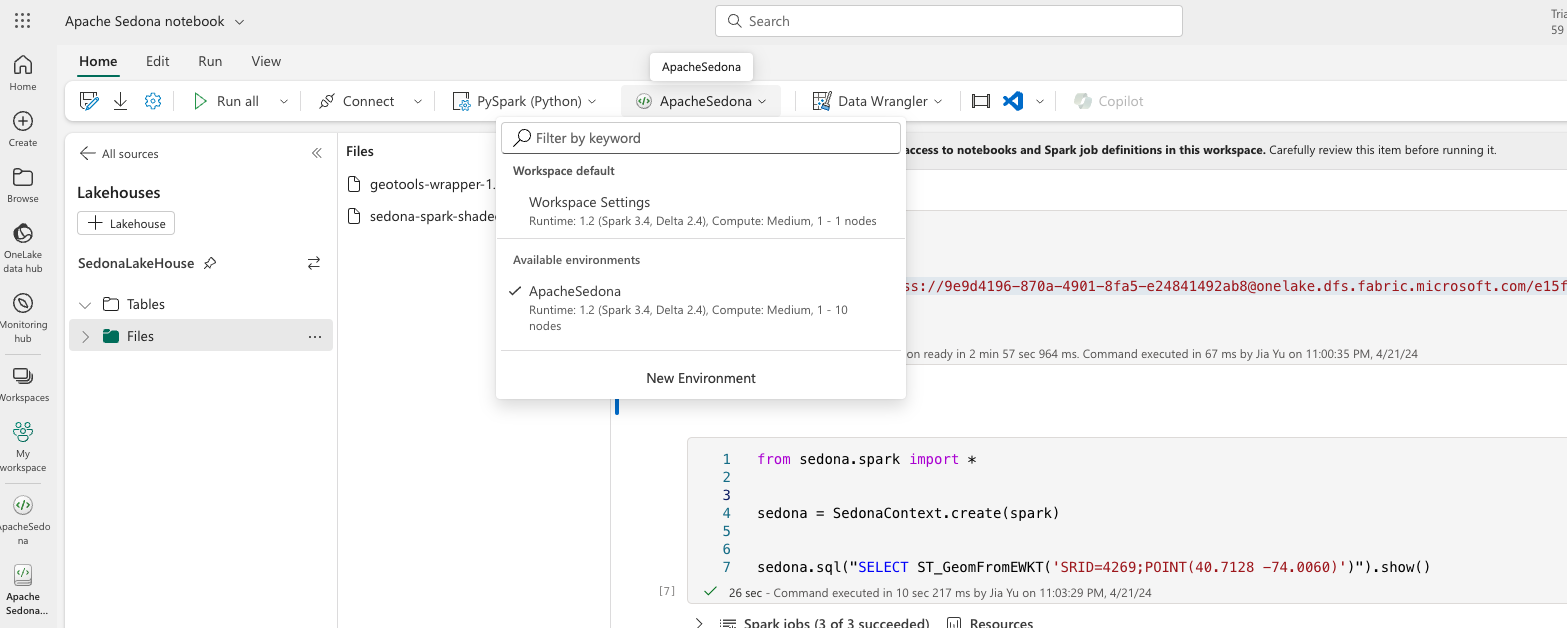 Apache Sedona notebook
Search
Tria
59
Home
Edit
Run
View
ApacheSedona
Run all
Connect
PySpark (Python)
ApacheSedona
Data Wrangler
Copilot
Home
Create
Browse
OneLake
data hub
Monitoring
hub
Workspaces
My
workspace
ApacheSedo
na
Apache
Sedona...
All sources
Lakehouses
Lakehouse
SedonaLakeHouse
Tables
Files
...
Files
geotools-wrapper-1.
sedona-spark-shade
Filter by keyword
Workspace default
Workspace Settings
Runtime: 1.2 (Spark 3.4, Delta 2.4), Compute: Medium, 1 - 1 nodes
Available environments
ApacheSedona
Runtime: 1.2 (Spark 3.4, Delta 2.4), Compute: Medium, 1 - 10
nodes
New Environment
access to notebooks and Spark job definitions in this workspace. Carefully review this item before running it.
ss://9e9d4196-870a-4901-8fa5-e24841492ab8@onelake.dfs.fabric.microsoft.com/e15f
on ready in 2 min 57 sec 964 ms. Command executed in 67 ms by Jia Yu on 11:00:35 PM, 4/21/24
1 from sedona.spark import *
2
3
4 sedona = SedonaContext.create(spark)
5
6
7 sedona.sql("SELECT ST_GeomFromEWKT('SRID=4269;POINT(40.7128 -74.0060)')").show()
[7]
26 sec - Command executed in 10 sec 217 ms by Jia Yu on 11:03:29 PM, 4/21/24
Spark jobs (3 of 3 succeeded)
Resources